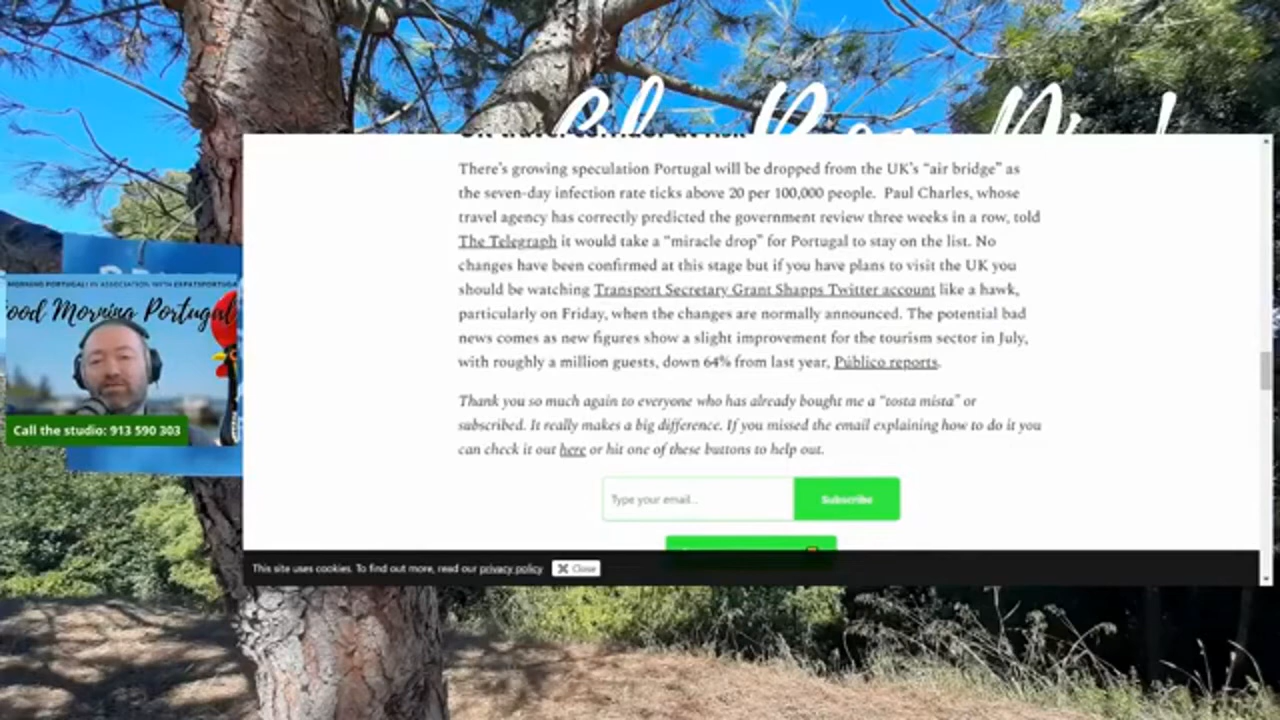 There's growing speculation Portugal will be dropped from the UK's “air bridge” as
the seven-day infection rate ticks above 20 per 100,000 people. Paul Charles, whose
travel agency has correctly predicted the government review three weeks in a row, told
The Telegraph it would take a “miracle drop” for Portugal to stay on the list. No
changes have been confirmed at this stage but if you have plans to visit the UK you
should be watching Transport Secretary Grant Shapps Twitter account like a hawk,
particularly on Friday, when the changes are normally announced. The potential bad
news comes as new figures show a slight improvement for the tourism sector in July,
with roughly a million guests, down 64% from last year, Público reports.
Thank you so much again to everyone who has already bought me a “tosta mista” or
subscribed. It really makes a big difference. If you missed the email explaining how to do it you
can check it out here or hit one of these buttons to help out.
Type your email...
Subscribe
This site uses cookies. To find out more, read our privacy policy
Close
MORNING PORTUGAL! IN ASSOCIATION WITH EXPATSPORTUGA
ood Morning Portugal
Call the studio: 913 590 303